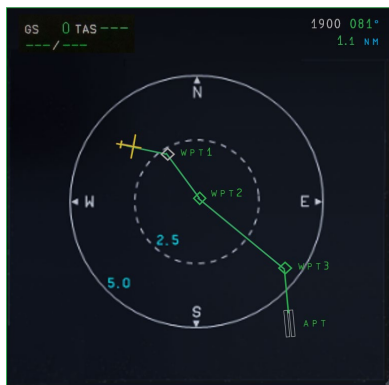 GS 0 TAS ---
---/---
1900 081°
1.1 NM
N
WPT1
WPT2
W
E
2.5
WPT3
5.0
S
APT